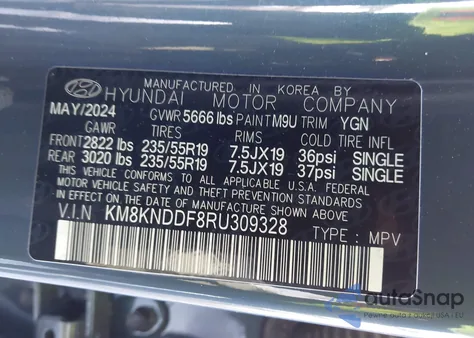 MANUFACTURED IN KOREA BY
HYUNDAI MOTOR COMPANY
MAY/2024 GVWR 5666 lbs PAINT M9U TRIM YGN
GAWR TIRES RIMS COLD TIRE INFL
FRONT 2822 lbs 235/55R19 7.5JX19 36psi SINGLE
REAR 3020 lbs 235/55R19 7.5JX19 37psi SINGLE
THIS VEHICLE CONFORMS TO ALL APPLICABLE U.S.A. FEDERAL
MOTOR VEHICLE SAFETY AND THEFT PREVENTION STANDARDS
IN EFFECT ON THE DATE OF MANUFACTURE SHOWN ABOVE.
V.I.N KM8KNDDF8RU309328 TYPE : MPV
autoSnap